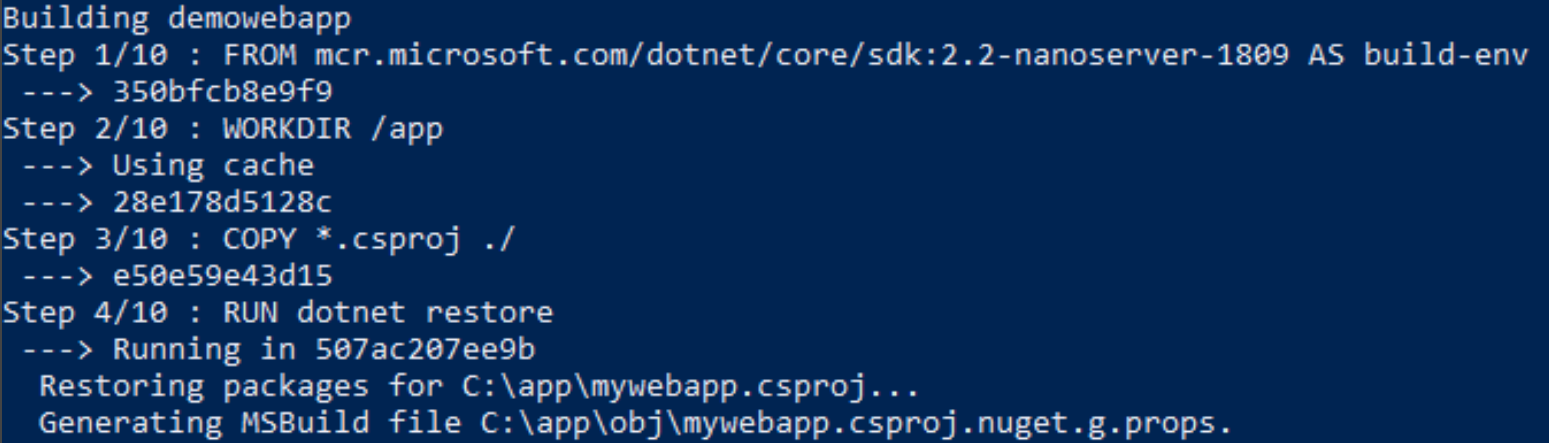 Building demowebapp
Step 1/10 : FROM mcr.microsoft.com/dotnet/core/sdk:2.2-nanoserver-1809 AS build-env
 ---> 350bfcb8e9f9
Step 2/10 : WORKDIR /app
 ---> Using cache
 ---> 28e178d5128c
Step 3/10 : COPY *.csproj ./
 ---> e50e59e43d15
Step 4/10 : RUN dotnet restore
 ---> Running in 507ac207ee9b
  Restoring packages for C:\app\mywebapp.csproj...
  Generating MSBuild file C:\app\obj\mywebapp.csproj.nuget.g.props.